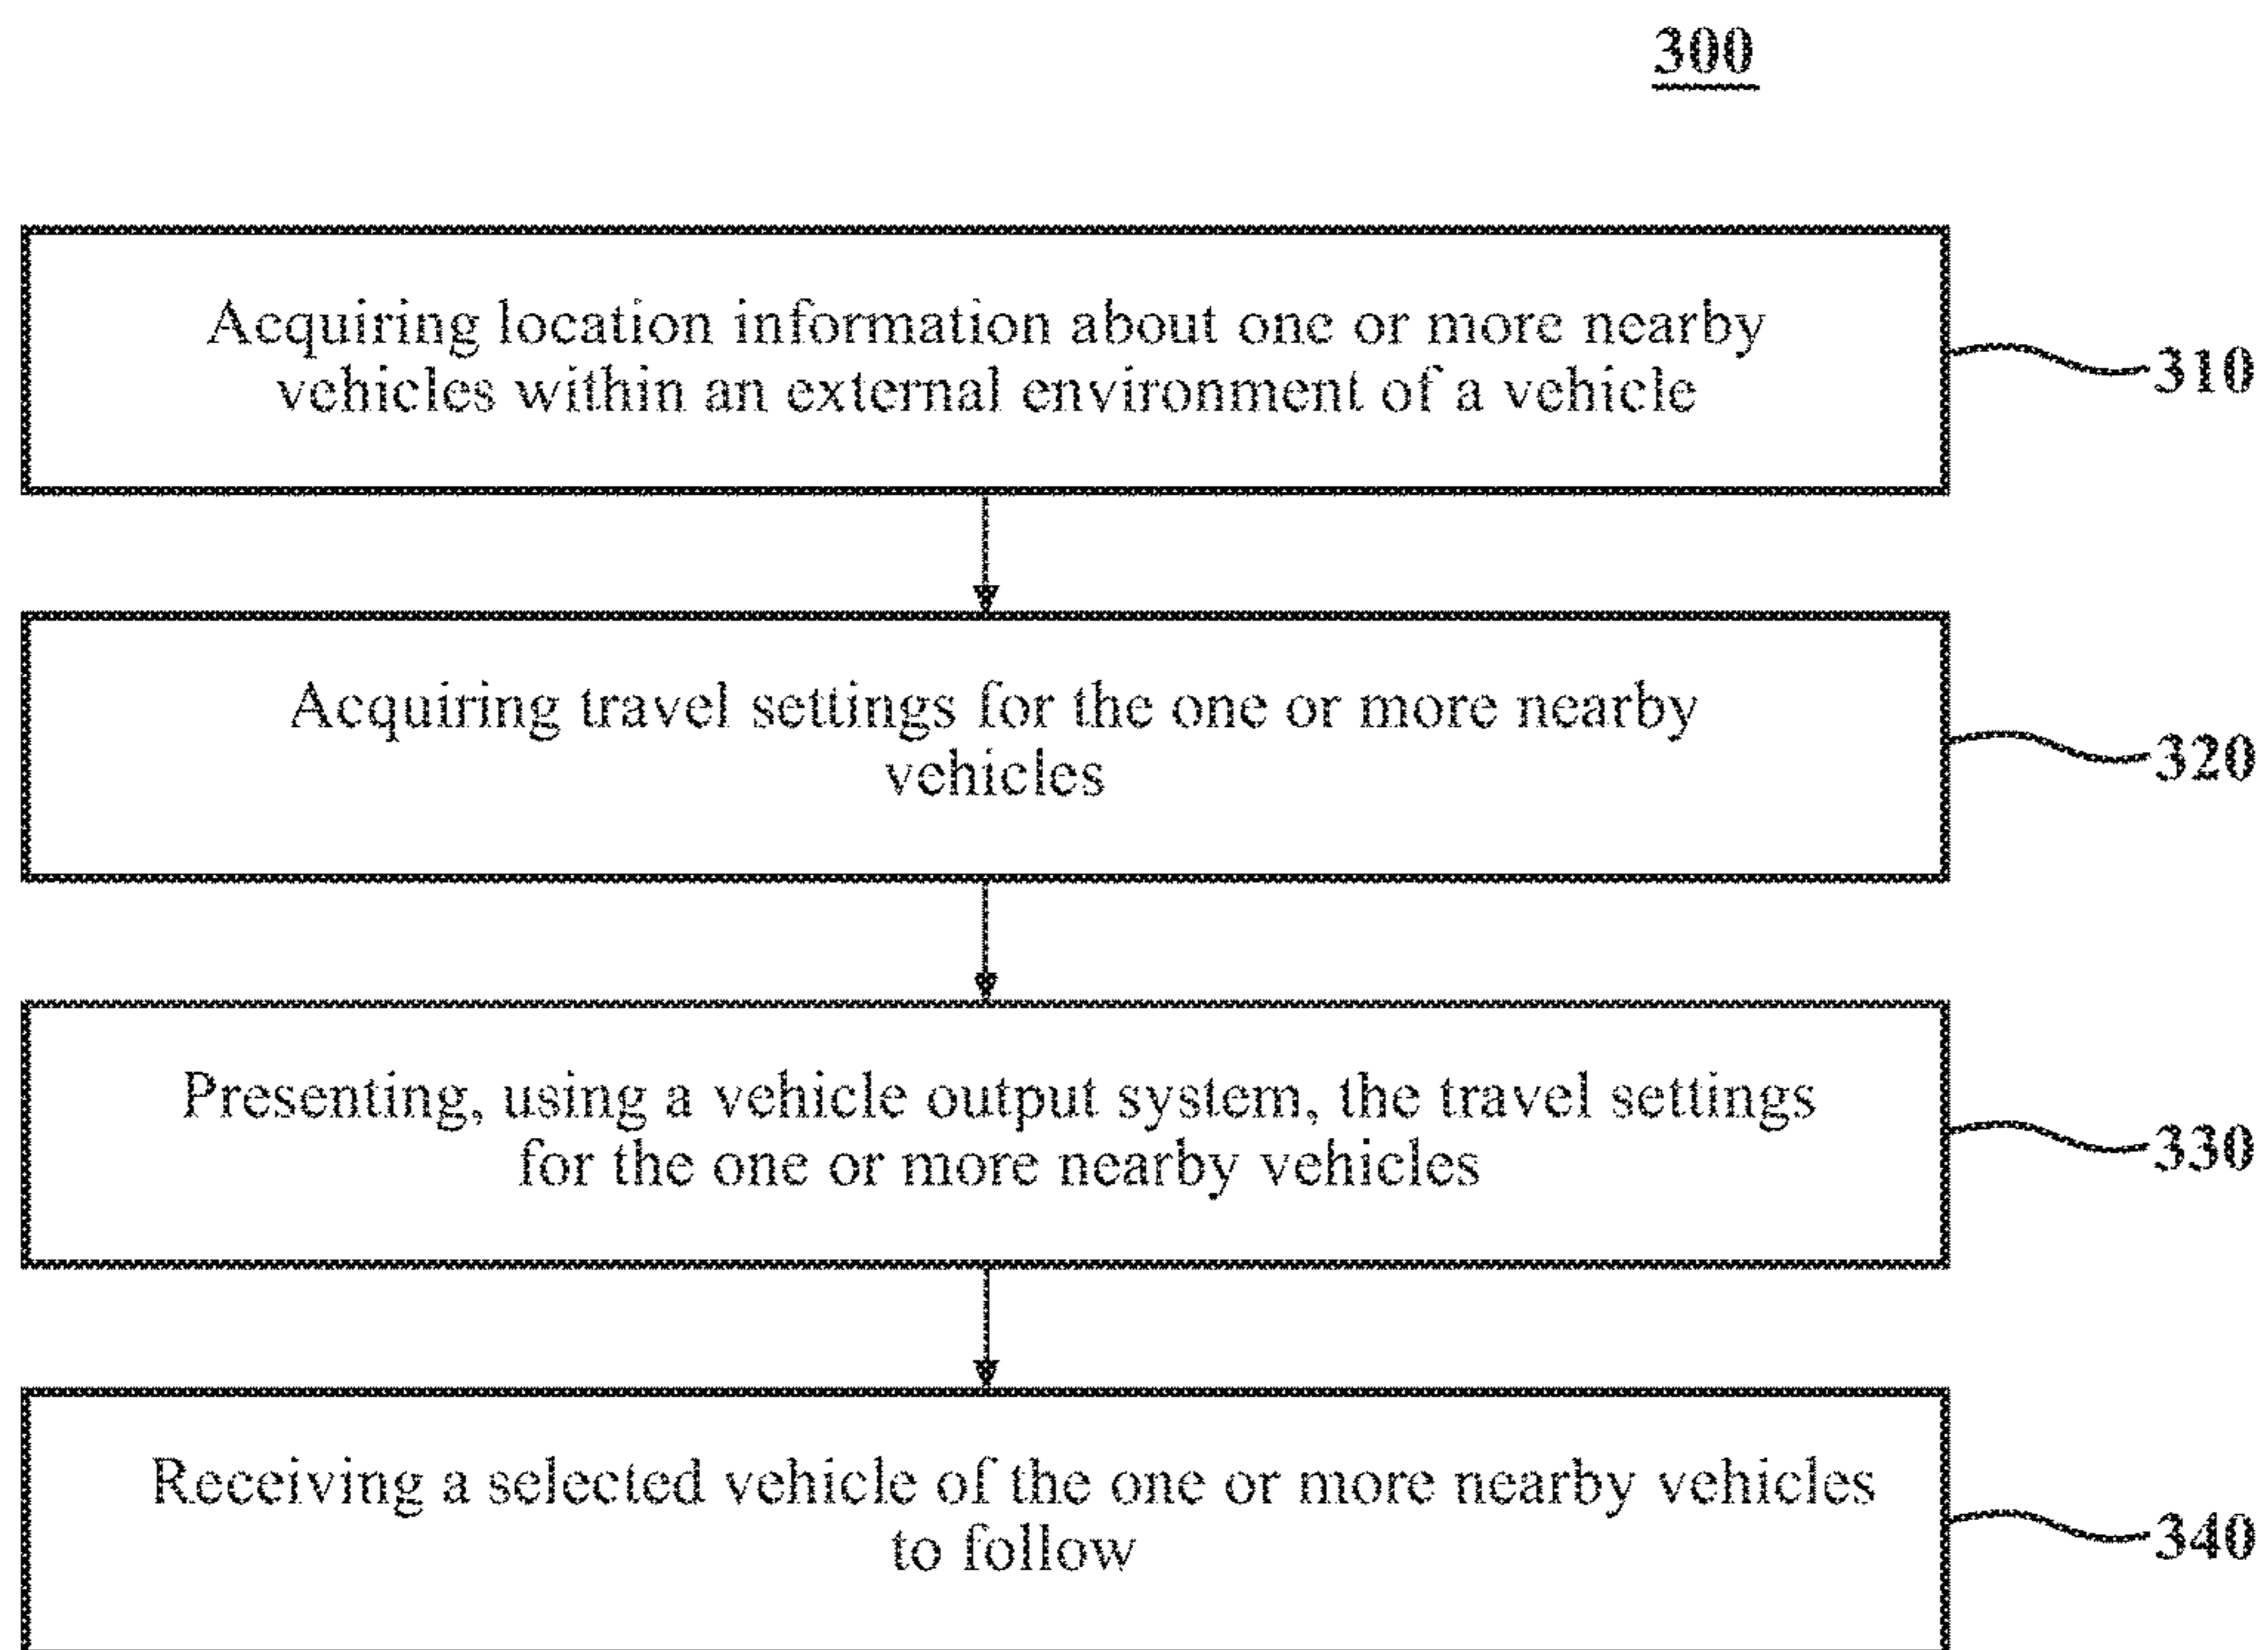 300
Acquiring location information about one or more nearby
vehicles within an external environment of a vehicle
310
Acquiring travel settings for the one or more nearby
vehicles
320
Presenting, using a vehicle output system, the travel settings
for the one or more nearby vehicles
330
Receiving a selected vehicle of the one or more nearby vehicles
to follow
340